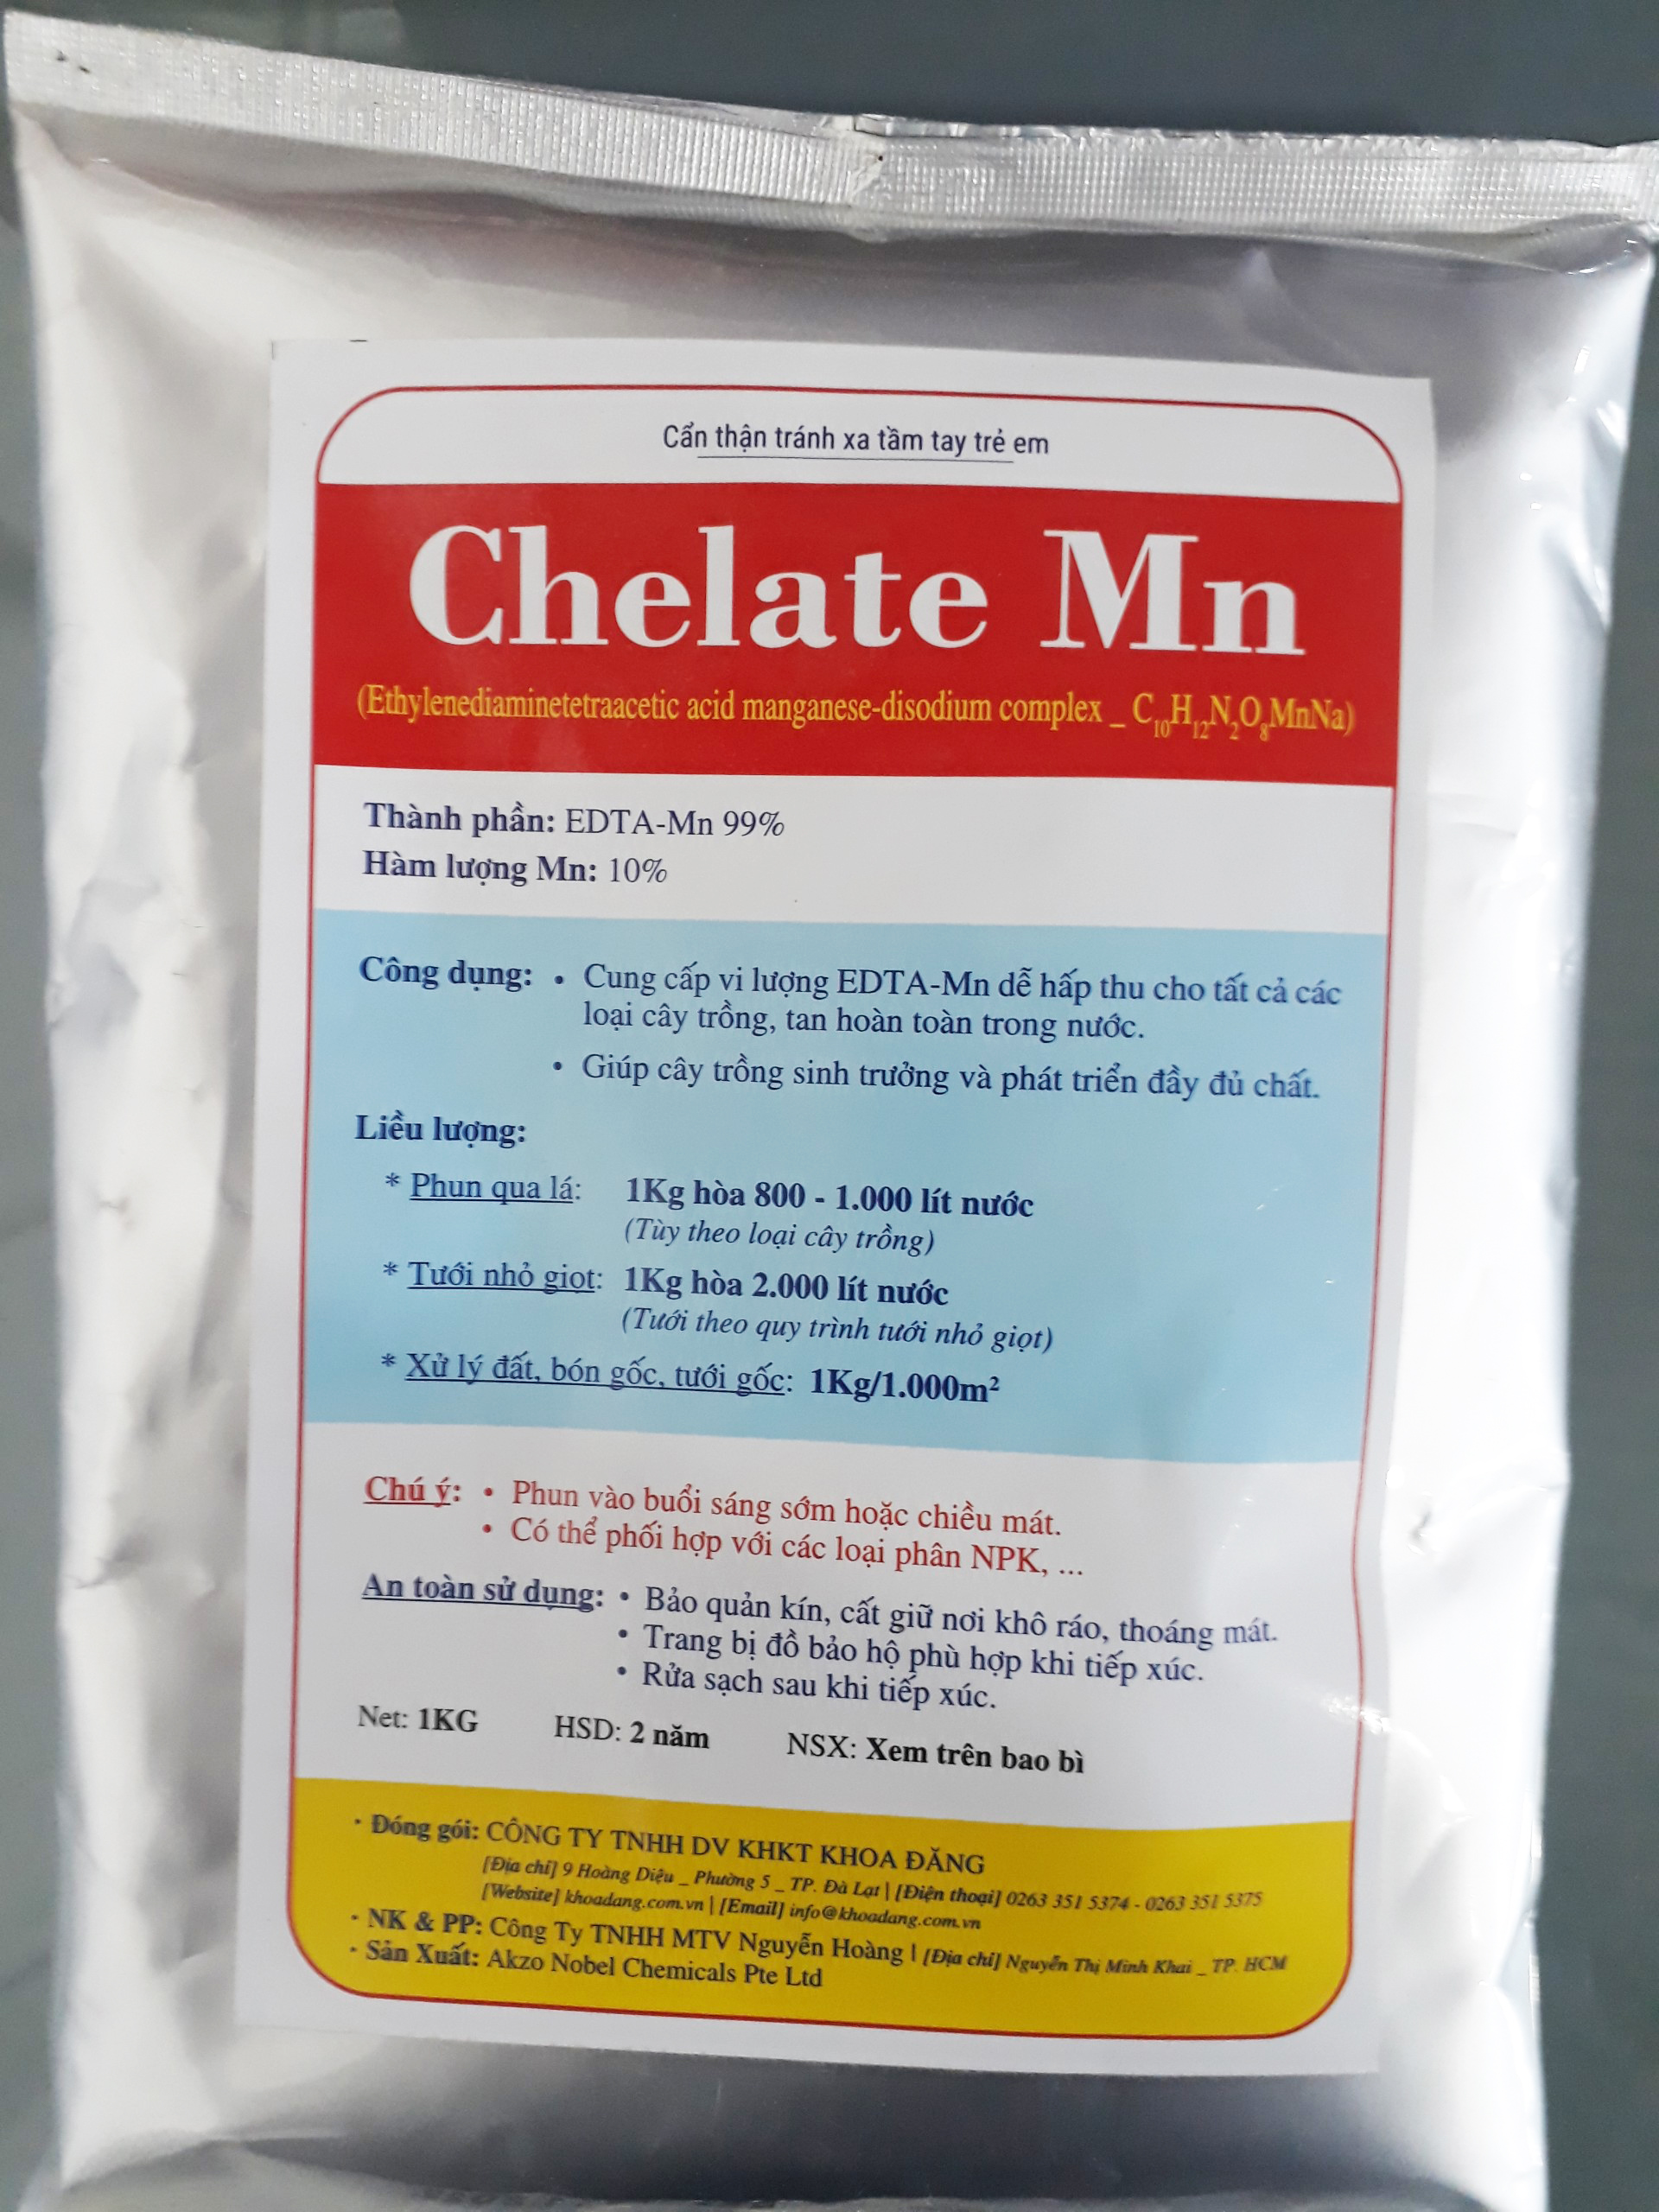 Cẩn thận tránh xa tầm tay trẻ em
Chelate Mn
(Ethylenediaminetetraacetic acid manganese-disodium complex _ C₁₀H₁₂N₂O₈MnNa)
Thành phần: EDTA-Mn 99%
Hàm lượng Mn: 10%
Công dụng: • Cung cấp vi lượng EDTA-Mn dễ hấp thu cho tất cả các
loại cây trồng, tan hoàn toàn trong nước.
• Giúp cây trồng sinh trưởng và phát triển đầy đủ chất.
Liều lượng:
* Phun qua lá: 1Kg hòa 800 - 1.000 lít nước
(Tùy theo loại cây trồng)
* Tưới nhỏ giọt: 1Kg hòa 2.000 lít nước
(Tưới theo quy trình tưới nhỏ giọt)
* Xử lý đất, bón gốc, tưới gốc: 1Kg/1.000m²
Chú ý: • Phun vào buổi sáng sớm hoặc chiều mát.
• Có thể phối hợp với các loại phân NPK, ...
An toàn sử dụng: • Bảo quản kín, cất giữ nơi khô ráo, thoáng mát.
• Trang bị đồ bảo hộ phù hợp khi tiếp xúc.
• Rửa sạch sau khi tiếp xúc.
Net: 1KG HSD: 2 năm NSX: Xem trên bao bì
• Đóng gói: CÔNG TY TNHH DV KHKT KHOA ĐĂNG
[Địa chỉ] 9 Hoàng Diệu _ Phường 5 _ TP. Đà Lạt | [Điện thoại] 0263 351 5374 - 0263 351 5375
[Website] khoadang.com.vn | [Email] info@khoadang.com.vn
• NK & PP: Công Ty TNHH MTV Nguyễn Hoàng | [Địa chỉ] Nguyễn Thị Minh Khai _ TP. HCM
• Sản Xuất: Akzo Nobel Chemicals Pte Ltd